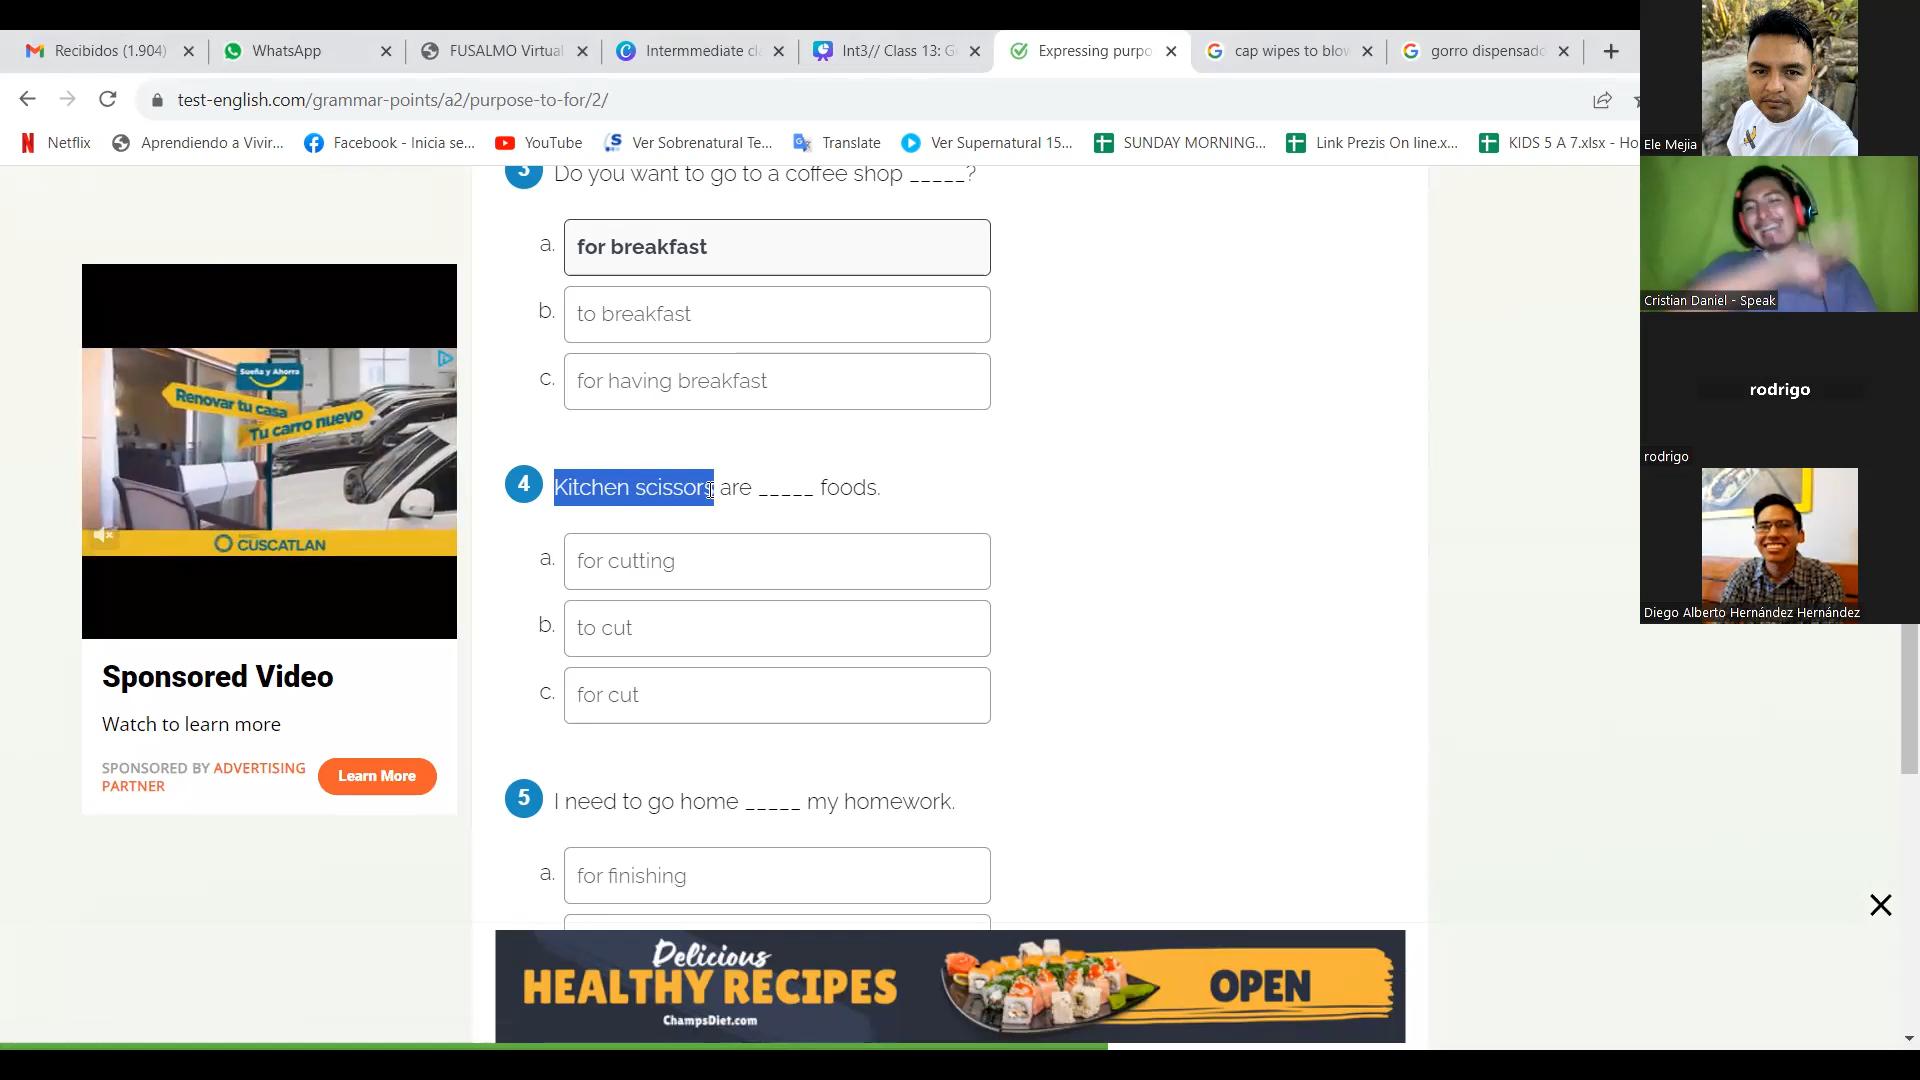 Recibidos (1.904)
WhatsApp
FUSALMO Virtual
Intermmediate cl
Int3// Class 13: G
Expressing purpo
cap wipes to blow
gorro dispensado
test-english.com/grammar-points/a2/purpose-to-for/2/
Netflix
Aprendiendo a Vivir...
Facebook - Inicia se...
YouTube
Ver Sobrenatural Te...
Translate
Ver Supernatural 15...
SUNDAY MORNING...
Link Prezis On line.x...
KIDS 5 A 7.xlsx - Ho
Ele Mejia
Cristian Daniel - Speak
rodrigo
rodrigo
Diego Alberto Hernández Hernández
3 Do you want to go to a coffee shop _____?
a. for breakfast
b. to breakfast
c. for having breakfast
4 Kitchen scissors are _____ foods.
a. for cutting
b. to cut
c. for cut
5 I need to go home _____ my homework.
a. for finishing
Sueña y Ahorra
Renovar tu casa
Tu carro nuevo
CUSCATLAN
Sponsored Video
Watch to learn more
SPONSORED BY ADVERTISING
PARTNER
Learn More
Delicious
HEALTHY RECIPES
ChampsDiet.com
OPEN